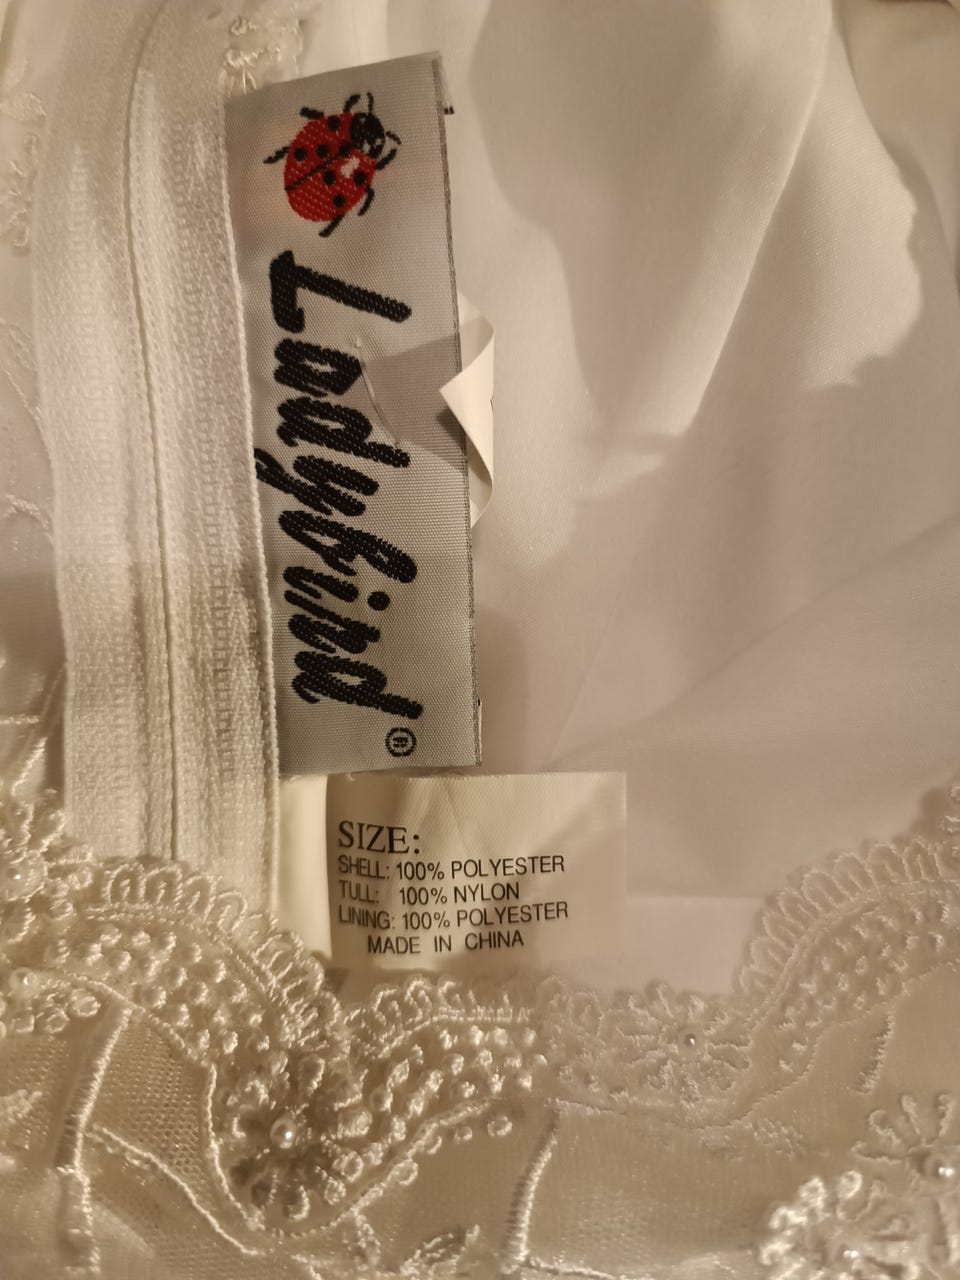 Ladybird®
SIZE:
SHELL: 100% POLYESTER
TULL: 100% NYLON
LINING: 100% POLYESTER
MADE IN CHINA